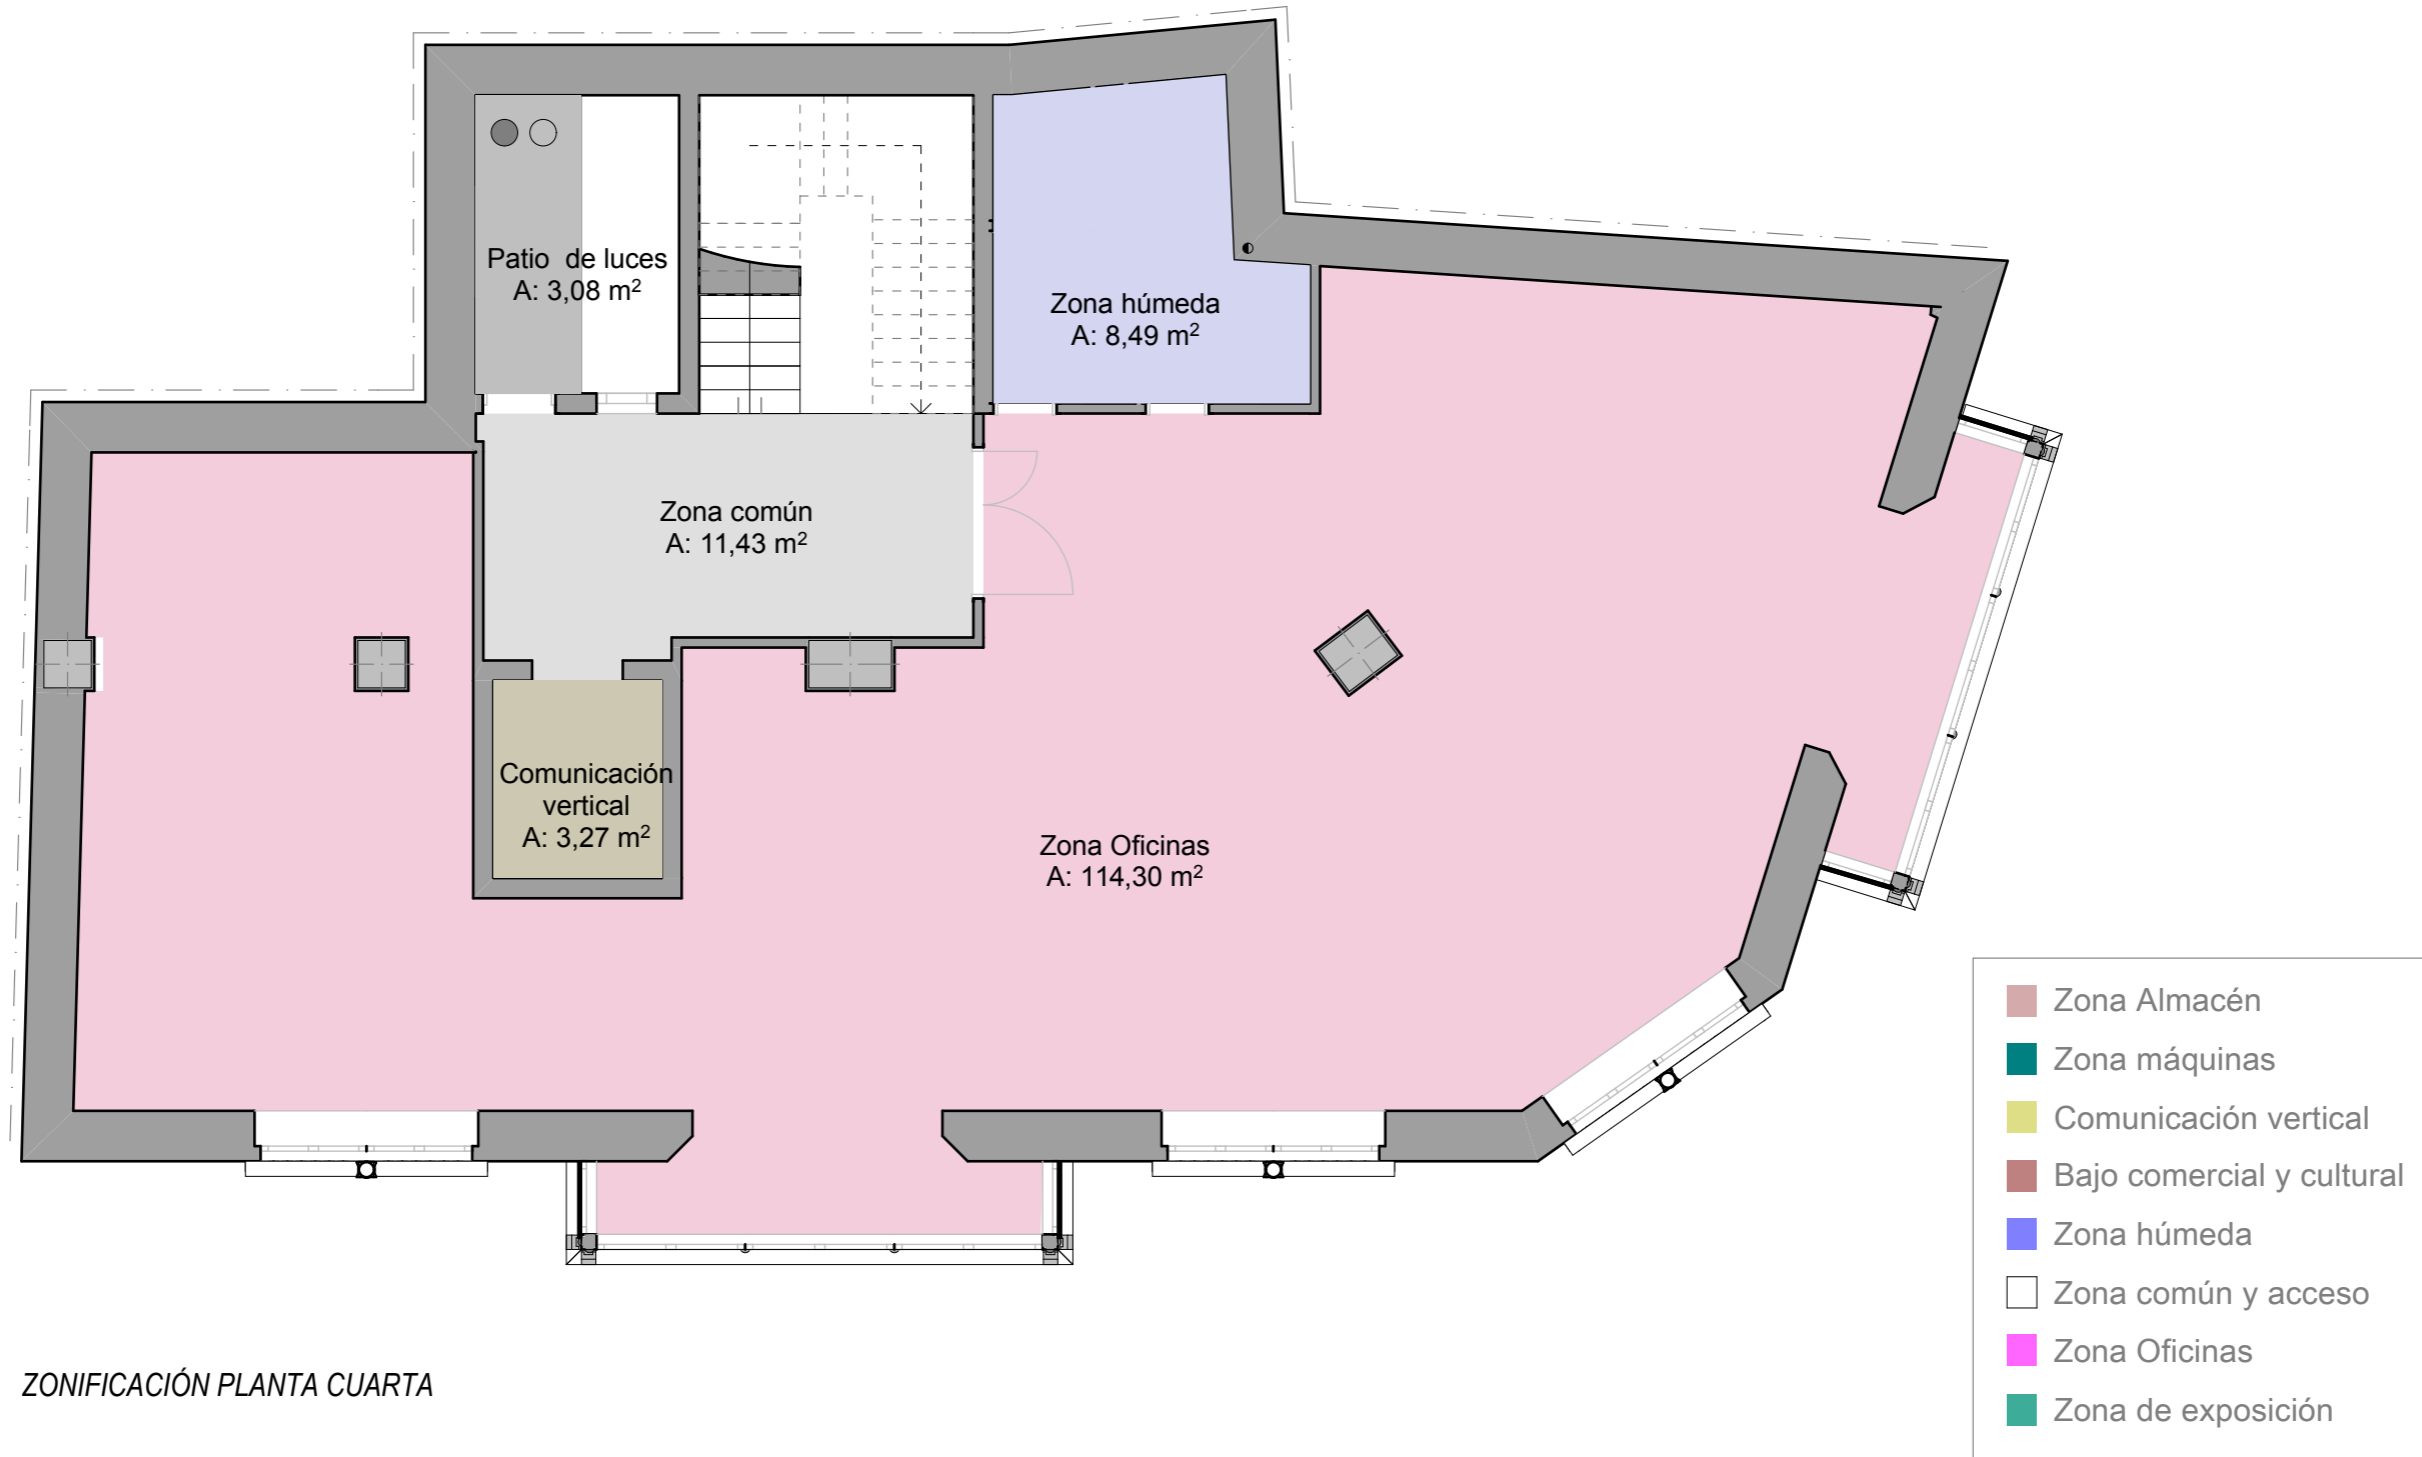 Patio de luces
A: 3,08 m²
Zona húmeda
A: 8,49 m²
Zona común
A: 11,43 m²
Comunicación
vertical
A: 3,27 m²
Zona Oficinas
A: 114,30 m²
Zona Almacén
Zona máquinas
Comunicación vertical
Bajo comercial y cultural
Zona húmeda
Zona común y acceso
Zona Oficinas
Zona de exposición
ZONIFICACIÓN PLANTA CUARTA